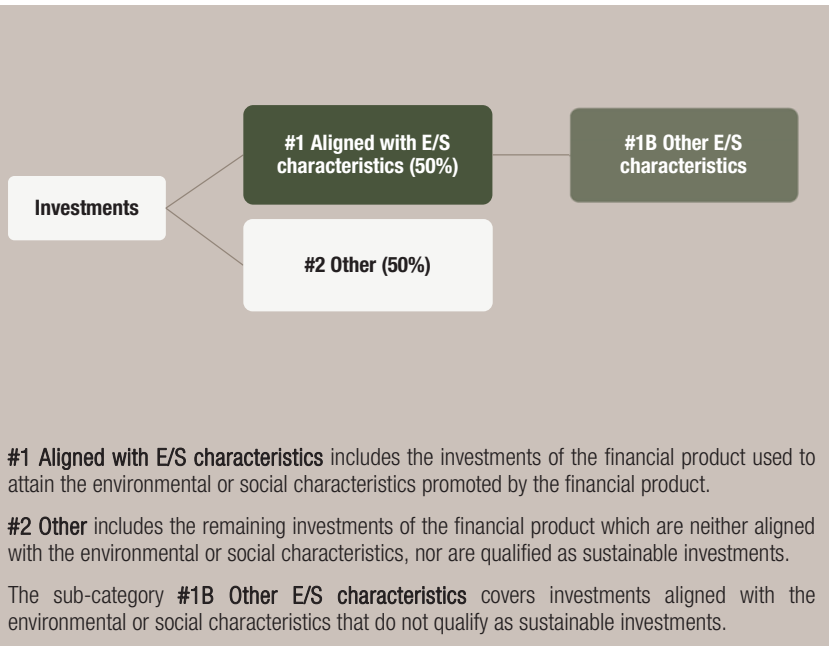 #1 Aligned with E/S
characteristics (50%)
#1B Other E/S
characteristics
Investments
#2 Other (50%)
#1 Aligned with E/S characteristics includes the investments of the financial product used to
attain the environmental or social characteristics promoted by the financial product.
#2 Other includes the remaining investments of the financial product which are neither aligned
with the environmental or social characteristics, nor are qualified as sustainable investments.
The sub-category #1B Other E/S characteristics covers investments aligned with the
environmental or social characteristics that do not qualify as sustainable investments.